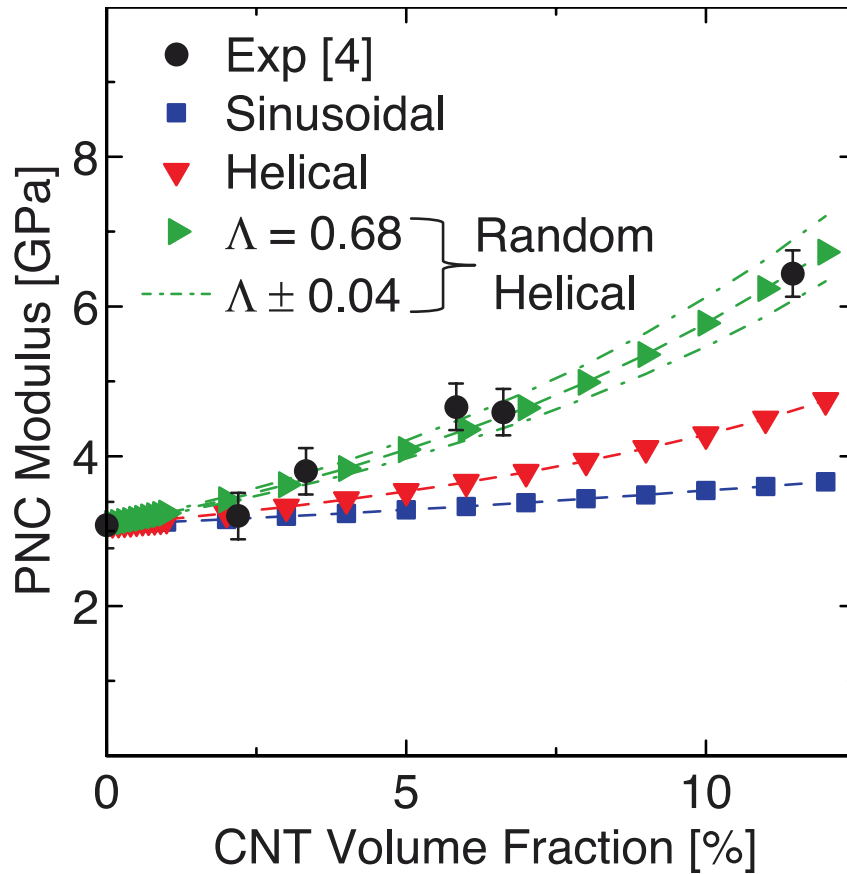 Exp [4]
Sinusoidal
Helical
Λ = 0.68
Λ ± 0.04
Random
Helical
PNC Modulus [GPa]
8
6
4
2
0
5
10
CNT Volume Fraction [%]